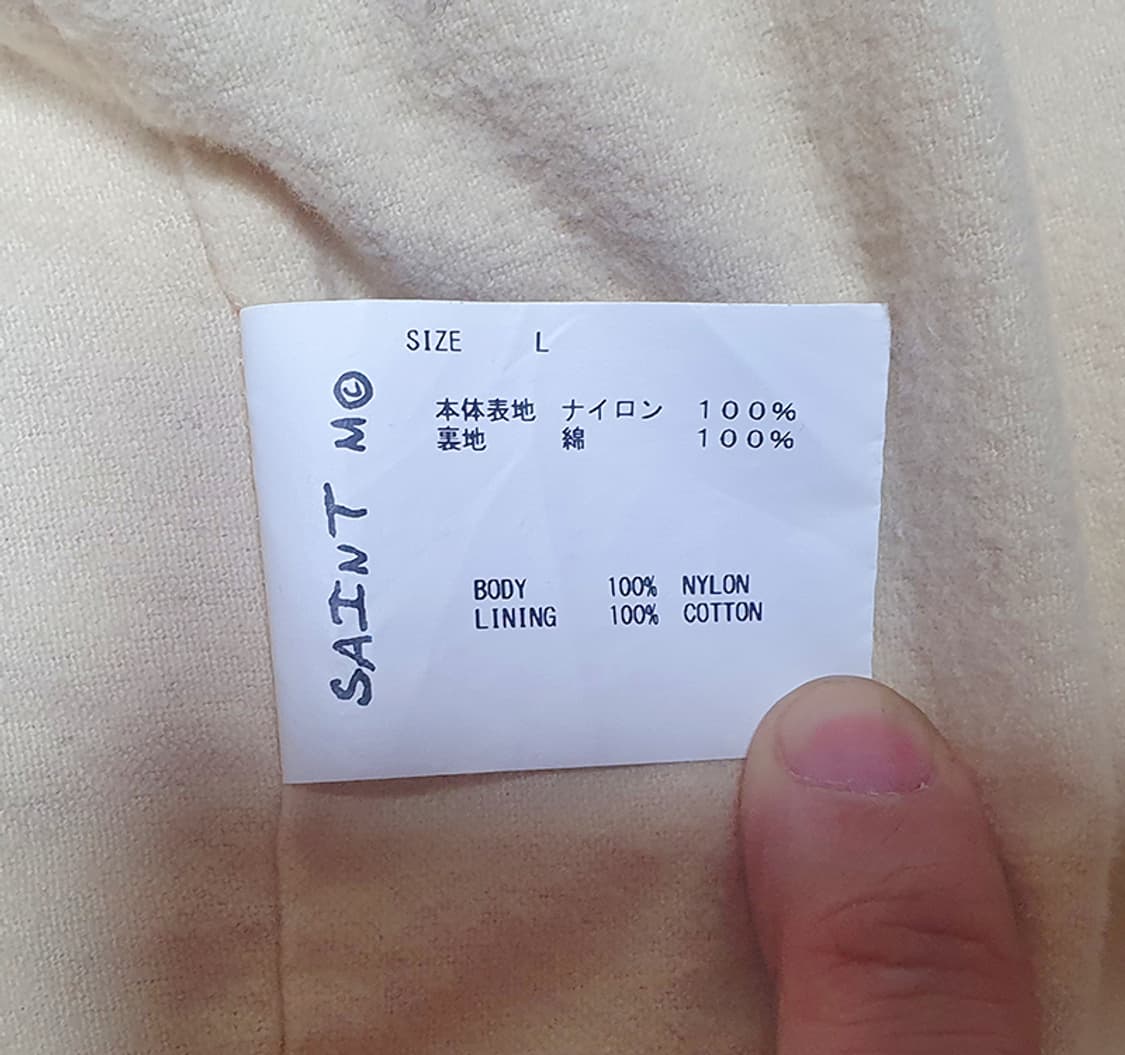 SIZE L
本体表地 ナイロン 100%
裏地 綿 100%
BODY 100% NYLON
LINING 100% COTTON
SAINT M©